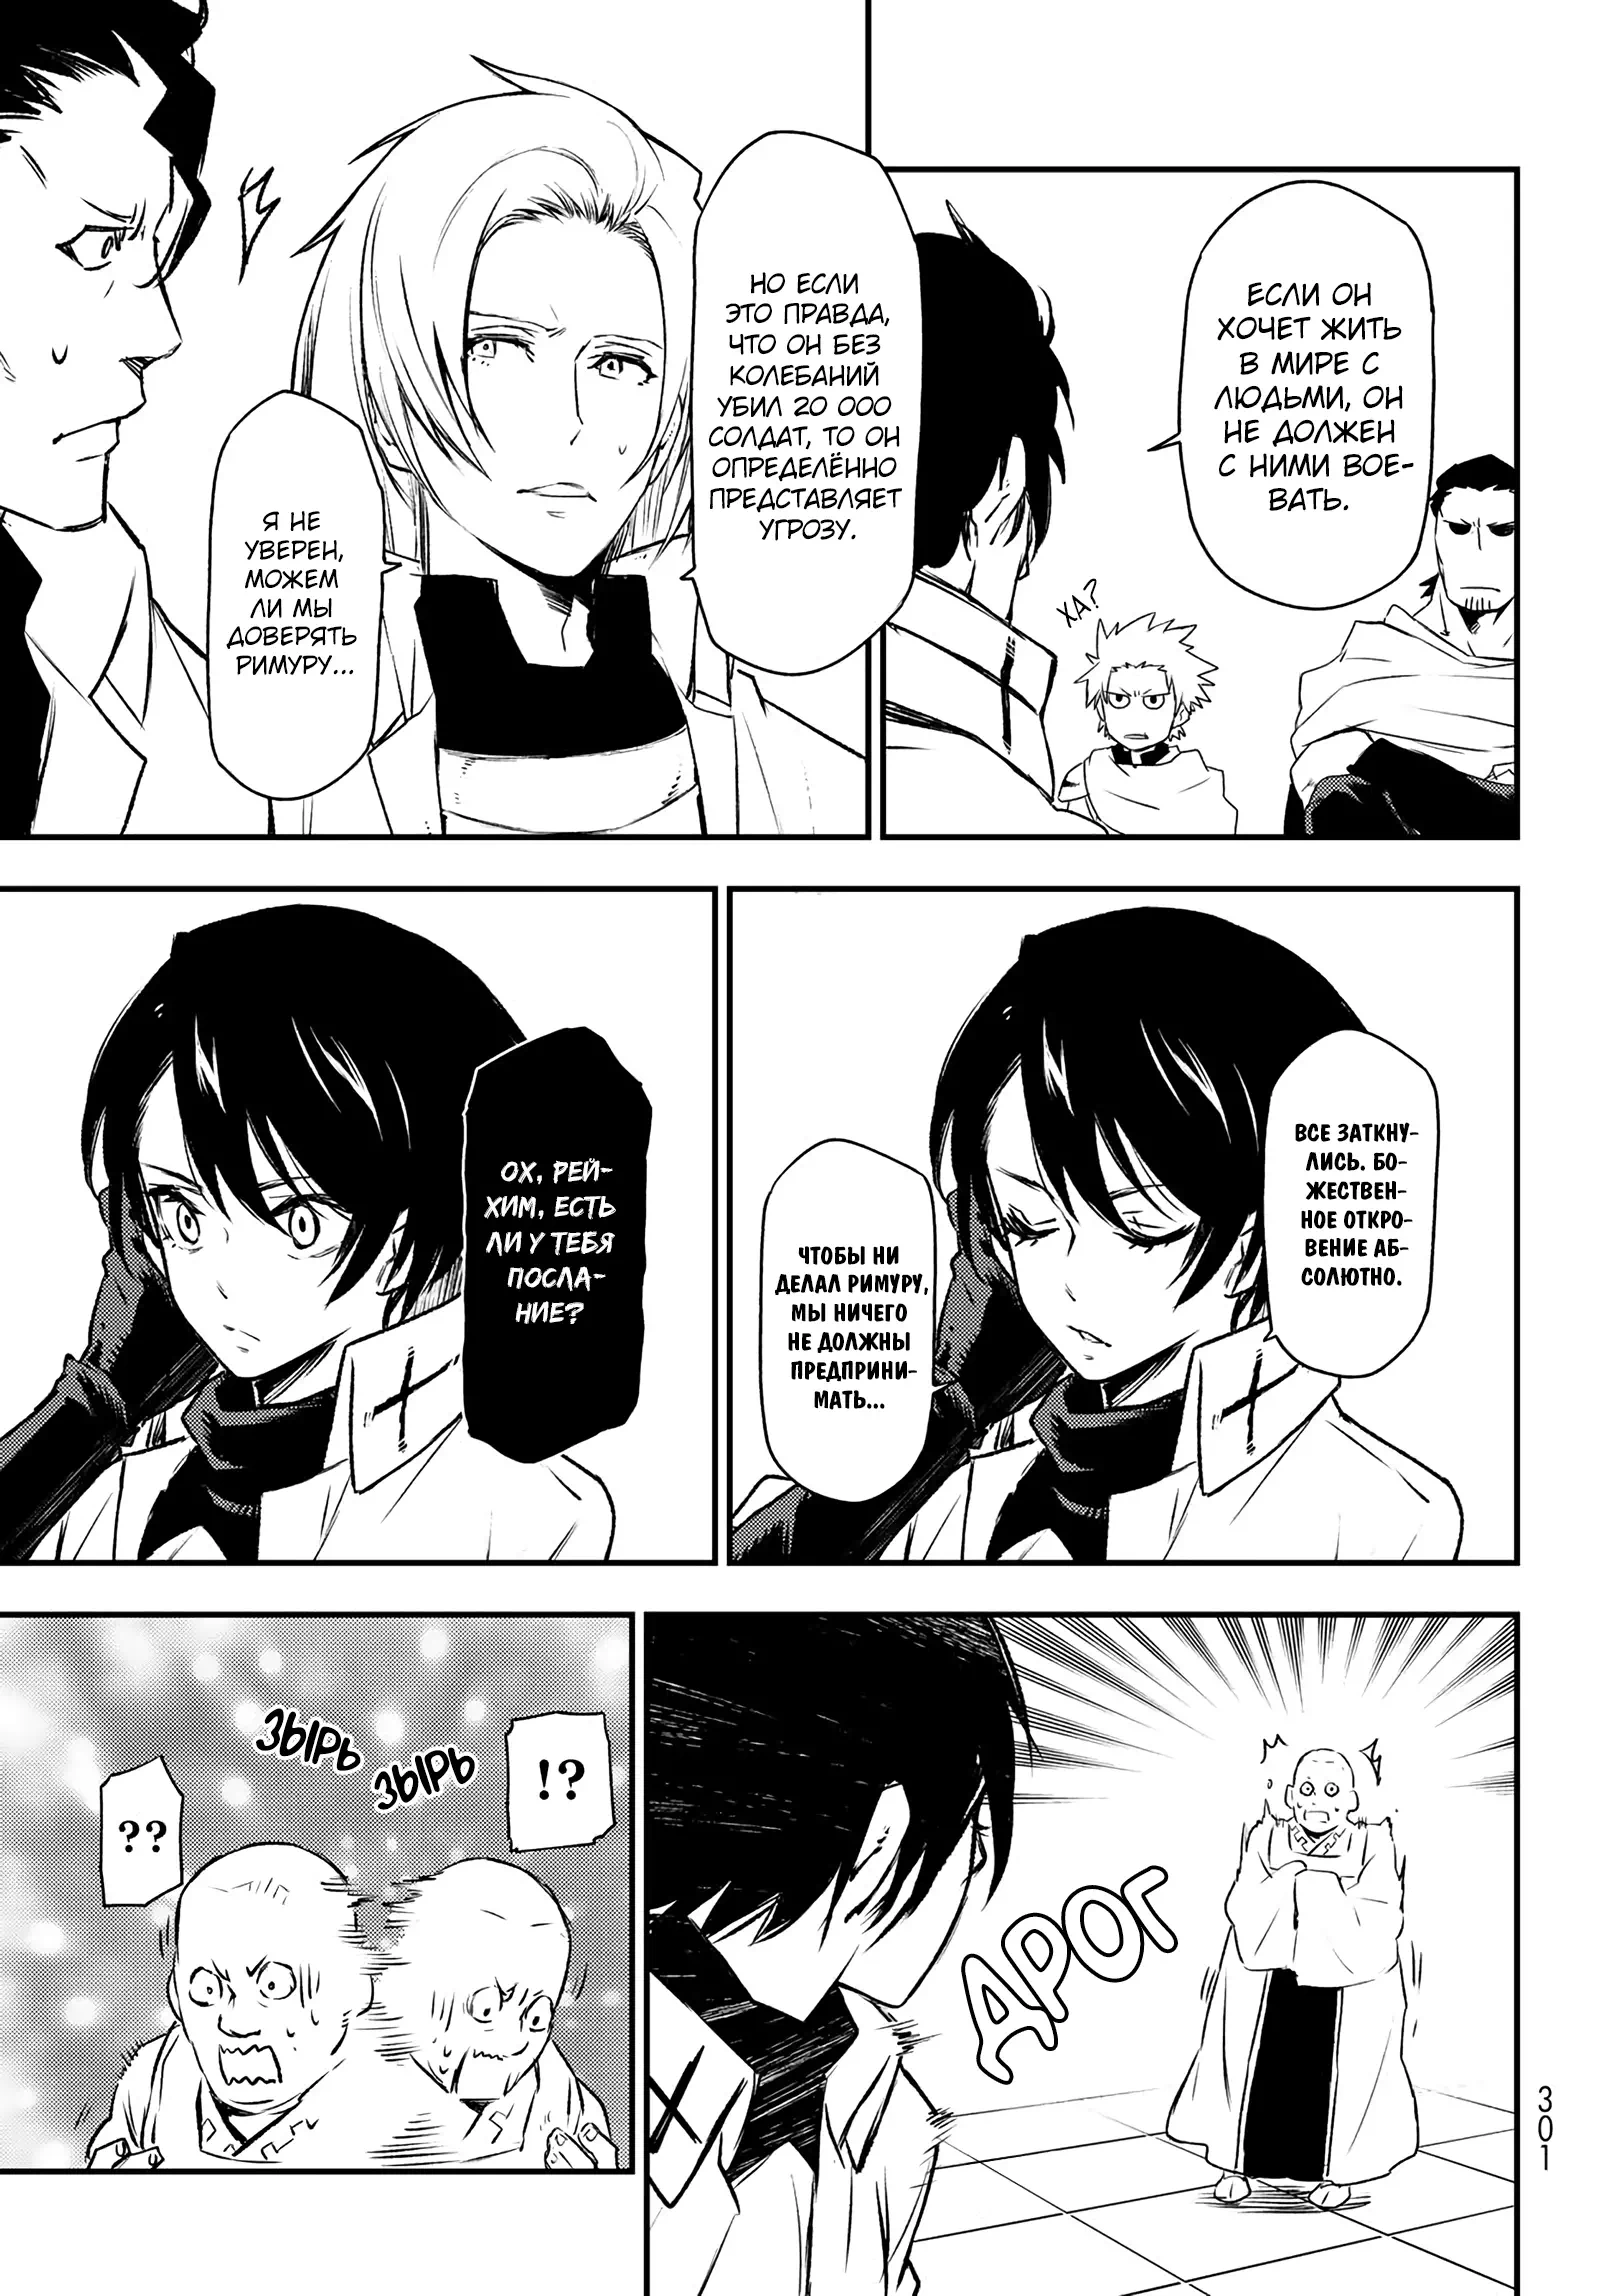 ЕСЛИ ОН
ХОЧЕТ ЖИТЬ
В МИРЕ С
ЛЮДЬМИ, ОН
НЕ ДОЛЖЕН
С НИМИ ВОЕ-
ВАТЬ.
ХА?
НО ЕСЛИ
ЭТО ПРАВДА,
ЧТО ОН БЕЗ
КОЛЕБАНИЙ
УБИЛ 20 000
СОЛДАТ, ТО ОН
ОПРЕДЕЛЁННО
ПРЕДСТАВЛЯЕТ
УГРОЗУ.
Я НЕ
УВЕРЕН,
МОЖЕМ
ЛИ МЫ
ДОВЕРЯТЬ
РИМУРУ...
ВСЕ ЗАТКНУ-
ЛИСЬ. БО-
ЖЕСТВЕН-
НОЕ ОТКРО-
ВЕНИЕ АБ-
СОЛЮТНО.
ЧТОБЫ НИ
ДЕЛАЛ РИМУРУ,
МЫ НИЧЕГО
НЕ ДОЛЖНЫ
ПРЕДПРИНИ-
МАТЬ...
ОХ, РЕЙ-
ХИМ, ЕСТЬ
ЛИ У ТЕБЯ
ПОСЛА-
НИЕ?
ДРОГ
!?
ЗЫРЬ
ЗЫРЬ
??
301